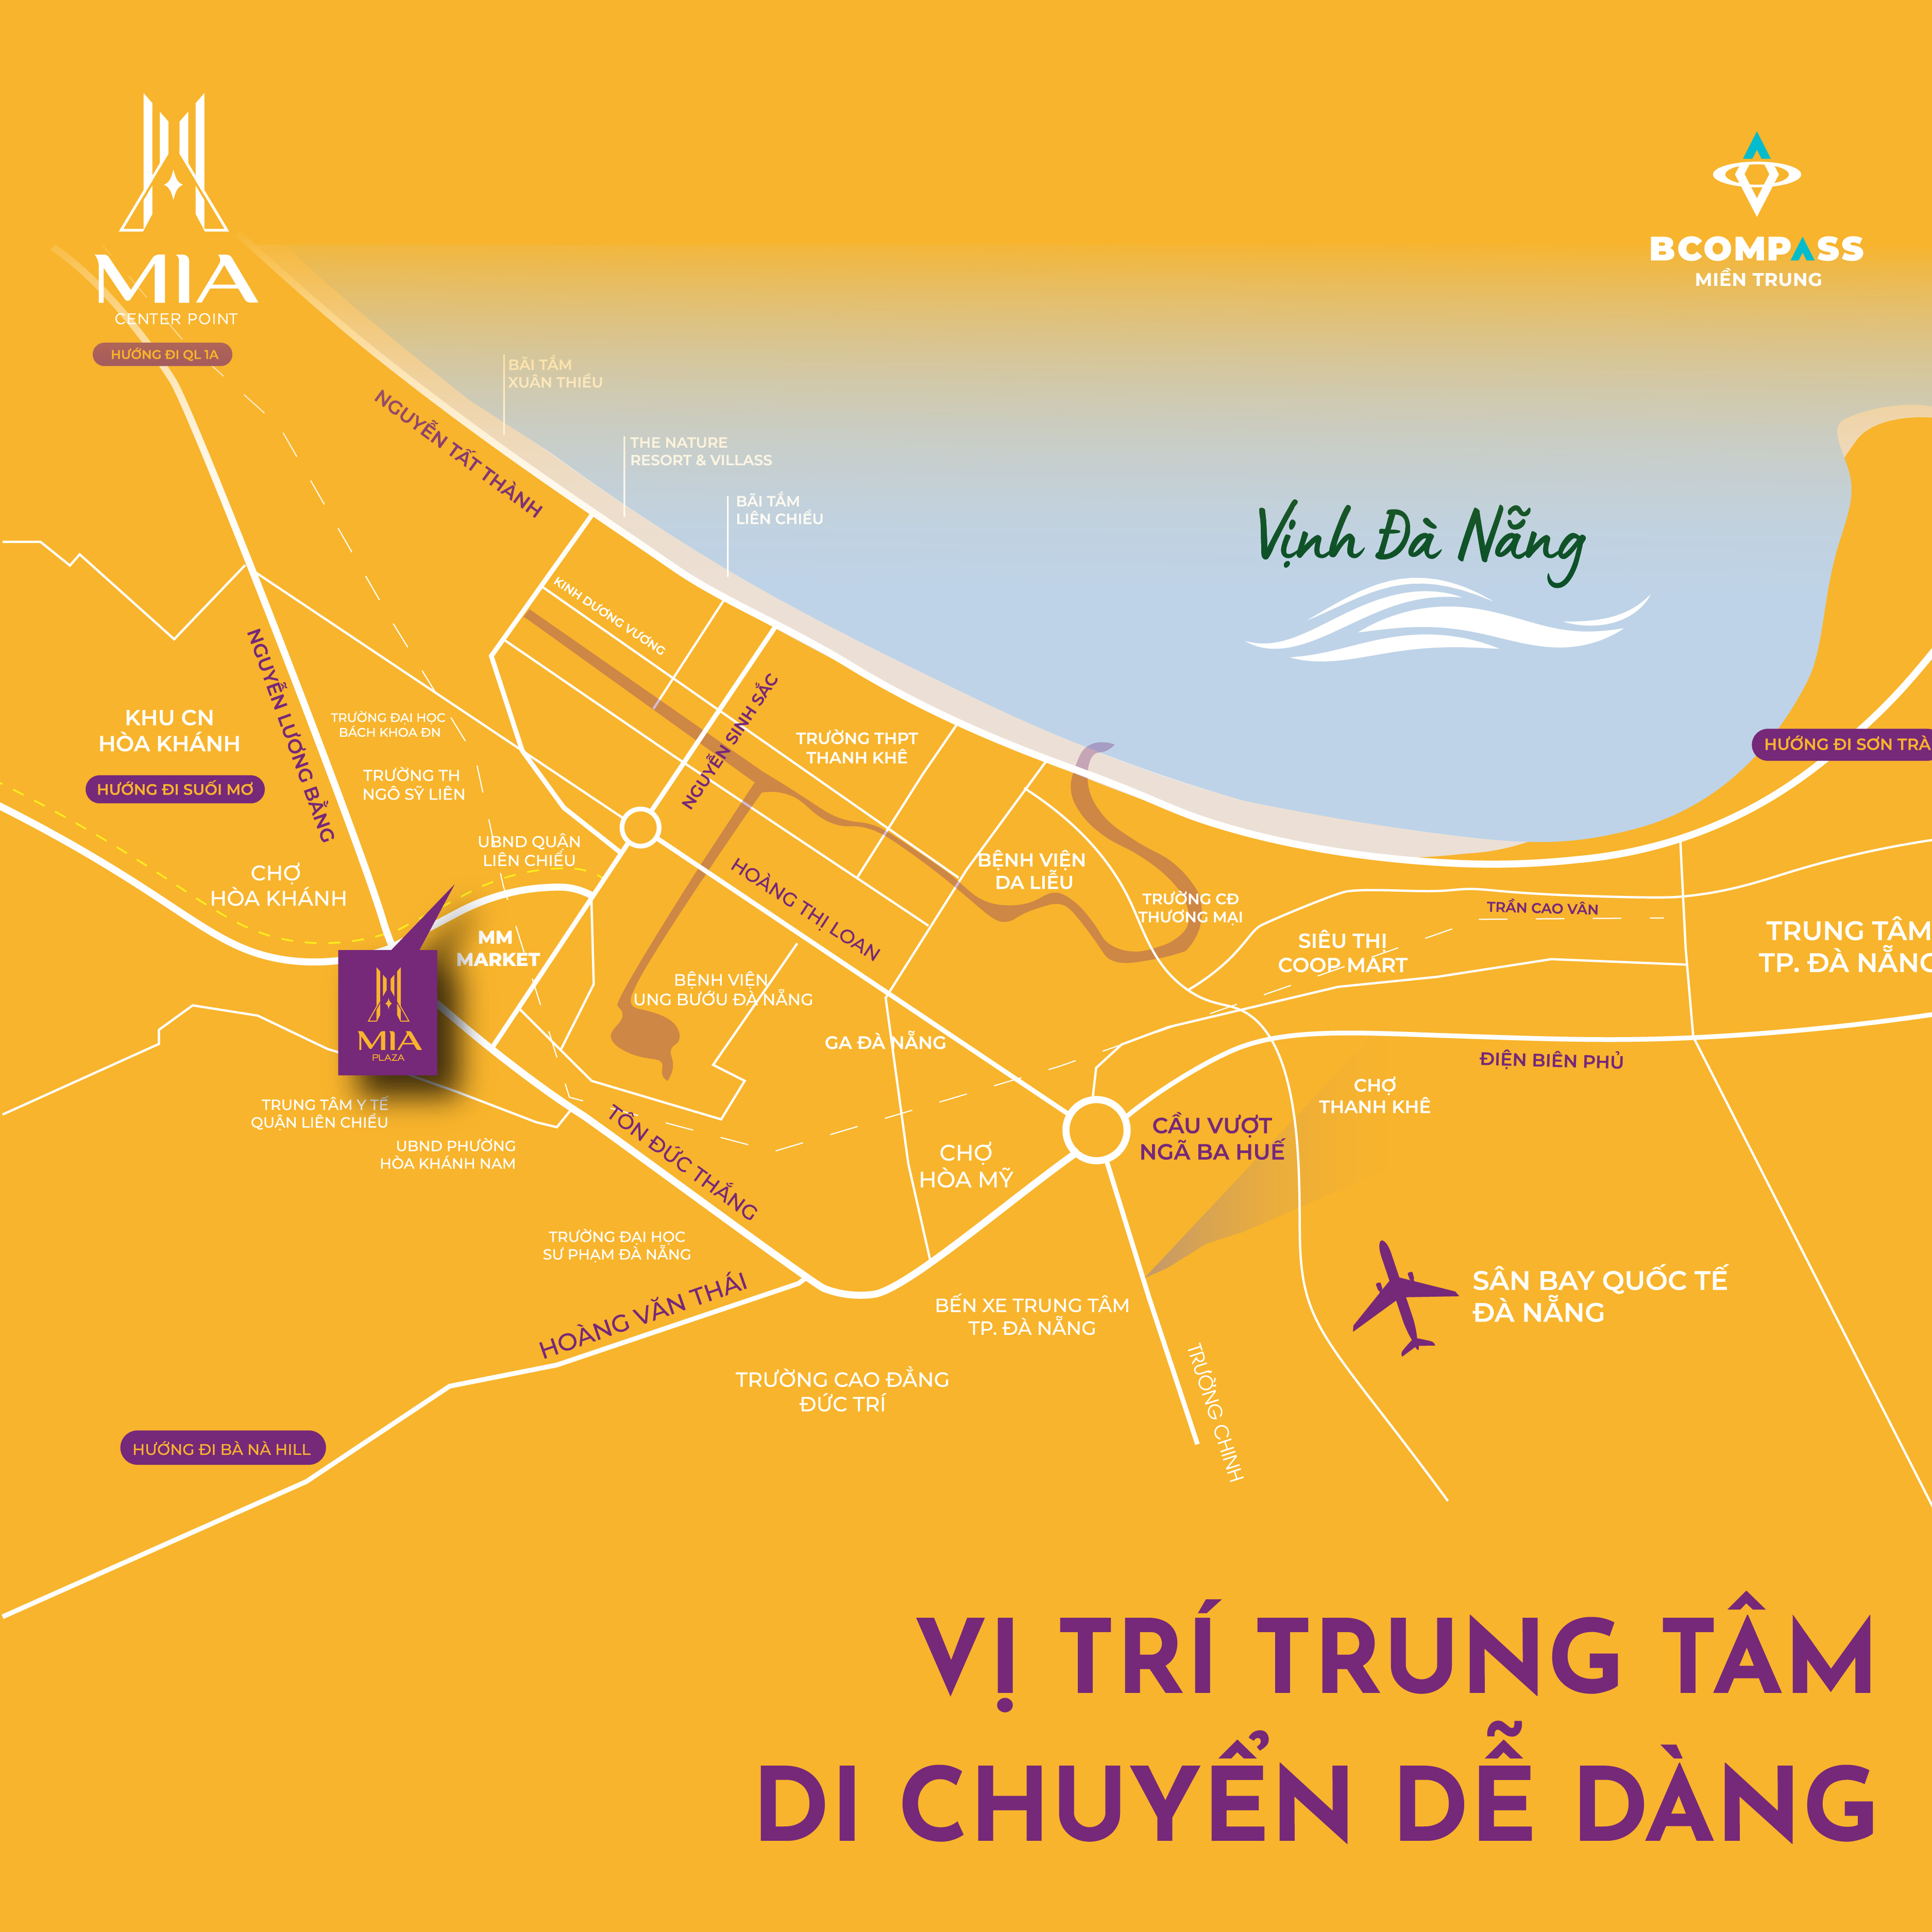 MIA
CENTER POINT
HƯỚNG ĐI QL 1A
BCOMPASS
MIỀN TRUNG
BÃI TẮM
XUÂN THIỀU
NGUYỄN TẤT THÀNH
THE NATURE
RESORT & VILLASS
BÃI TẮM
LIÊN CHIỂU
Vịnh Đà Nẵng
KINH DƯƠNG VƯƠNG
NGUYỄN LƯƠNG BẰNG
NGUYỄN SINH SẮC
KHU CN
HÒA KHÁNH
HƯỚNG ĐI SUỐI MƠ
TRƯỜNG ĐẠI HỌC
BÁCH KHOA ĐN
TRƯỜNG TH
NGÔ SỸ LIÊN
TRƯỜNG THPT
THANH KHÊ
HƯỚNG ĐI SƠN TRÀ
UBND QUẬN
LIÊN CHIỂU
CHỢ
HÒA KHÁNH
HOÀNG THỊ LOAN
BỆNH VIỆN
DA LIỄU
TRƯỜNG CĐ
THƯƠNG MẠI
TRẦN CAO VÂN
MM
MARKET
SIÊU THỊ
COOP MART
TRUNG TÂM
TP. ĐÀ NẴNG
BỆNH VIỆN
UNG BƯỚU ĐÀ NẴNG
MIA
PLAZA
GA ĐÀ NẴNG
ĐIỆN BIÊN PHỦ
CHỢ
THANH KHÊ
TRUNG TÂM Y TẾ
QUẬN LIÊN CHIỂU
UBND PHƯỜNG
HÒA KHÁNH NAM
TÔN ĐỨC THẮNG
CẦU VƯỢT
NGÃ BA HUẾ
CHỢ
HÒA MỸ
TRƯỜNG ĐẠI HỌC
SƯ PHẠM ĐÀ NẴNG
HOÀNG VĂN THÁI
SÂN BAY QUỐC TẾ
ĐÀ NẴNG
BẾN XE TRUNG TÂM
TP. ĐÀ NẴNG
TRƯỜNG CHINH
TRƯỜNG CAO ĐẲNG
ĐỨC TRÍ
HƯỚNG ĐI BÀ NÀ HILL
VỊ TRÍ TRUNG TÂM
DI CHUYỂN DỄ DÀNG